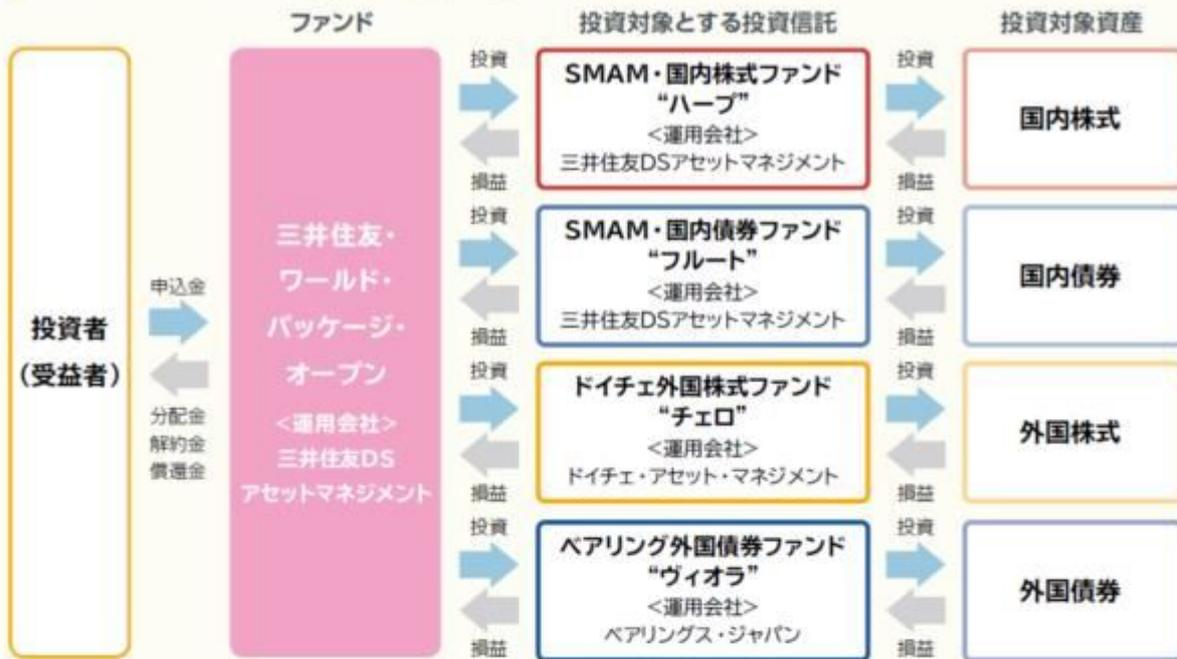 ファンド
投資対象とする投資信託
投資対象資産
投資者
(受益者)
申込金
分配金
解約金
償還金
三井住友・
ワールド・
パッケージ・
オープン
<運用会社>
三井住友DS
アセットマネジメント
投資
損益
SMAM・国内株式ファンド
“ハープ”
<運用会社>
三井住友DSアセットマネジメント
投資
損益
国内株式
投資
損益
SMAM・国内債券ファンド
“フルート”
<運用会社>
三井住友DSアセットマネジメント
投資
損益
国内債券
投資
損益
ドイチェ外国株式ファンド
“チェロ”
<運用会社>
ドイチェ・アセット・マネジメント
投資
損益
外国株式
投資
損益
ベアリング外国債券ファンド
“ヴィオラ”
<運用会社>
ベアリングス・ジャパン
投資
損益
外国債券